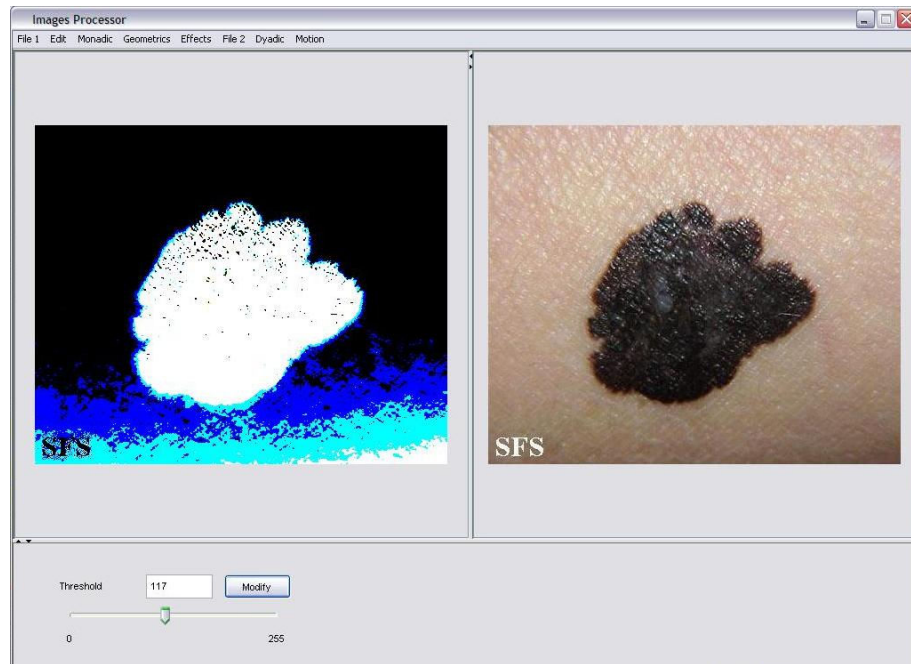 Images Processor
File 1 Edit Monadic Geometrics Effects File 2 Dyadic Motion
SFS SFS
Threshold 117 Modify
0 255